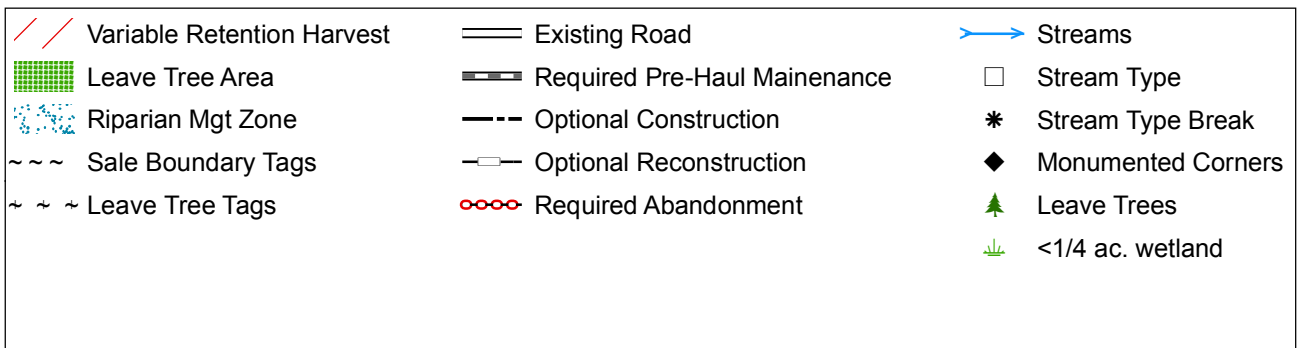 Variable Retention Harvest
Leave Tree Area
Riparian Mgt Zone
Sale Boundary Tags
Leave Tree Tags
Existing Road
Required Pre-Haul Mainenance
Optional Construction
Optional Reconstruction
Required Abandonment
Streams
Stream Type
Stream Type Break
Monumented Corners
Leave Trees
<1/4 ac. wetland